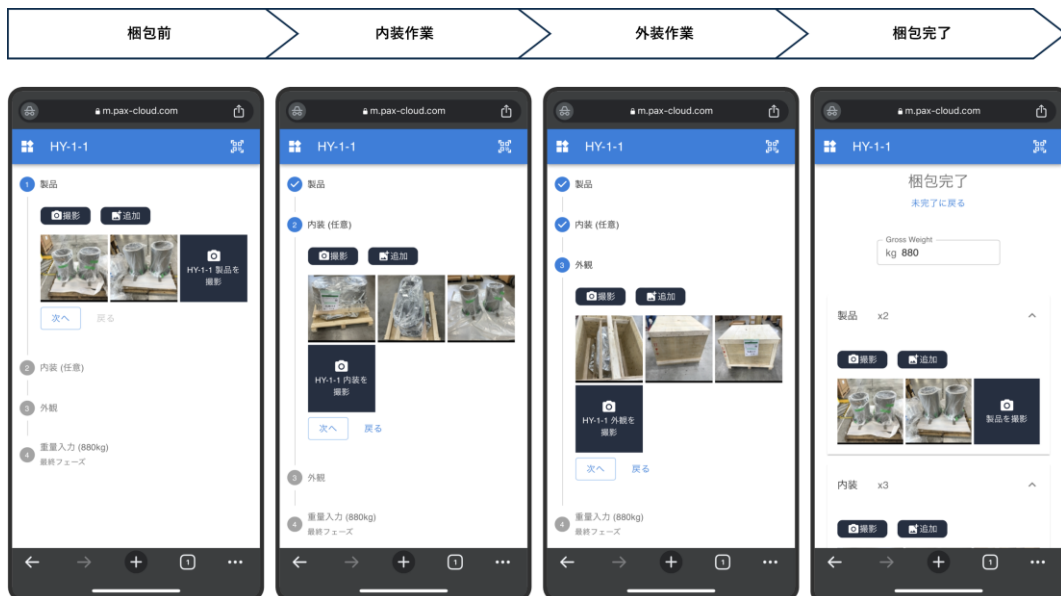 梱包前
内装作業
外装作業
梱包完了
m.pax-cloud.com
HY-1-1
1 製品
撮影
追加
HY-1-1 製品を
撮影
次へ 戻る
2 内装 (任意)
3 外観
4 重量入力 (880kg)
最終フェーズ
1
m.pax-cloud.com
HY-1-1
製品
2 内装 (任意)
撮影
追加
HY-1-1 内装を
撮影
次へ 戻る
3 外観
4 重量入力 (880kg)
最終フェーズ
1
m.pax-cloud.com
HY-1-1
製品
内装 (任意)
3 外観
撮影
追加
HY-1-1 外観を
撮影
次へ 戻る
4 重量入力 (880kg)
最終フェーズ
1
m.pax-cloud.com
HY-1-1
梱包完了
未完了に戻る
Gross Weight
kg 880
製品 x2
撮影
追加
製品を撮影
内装 x3
撮影
追加
1